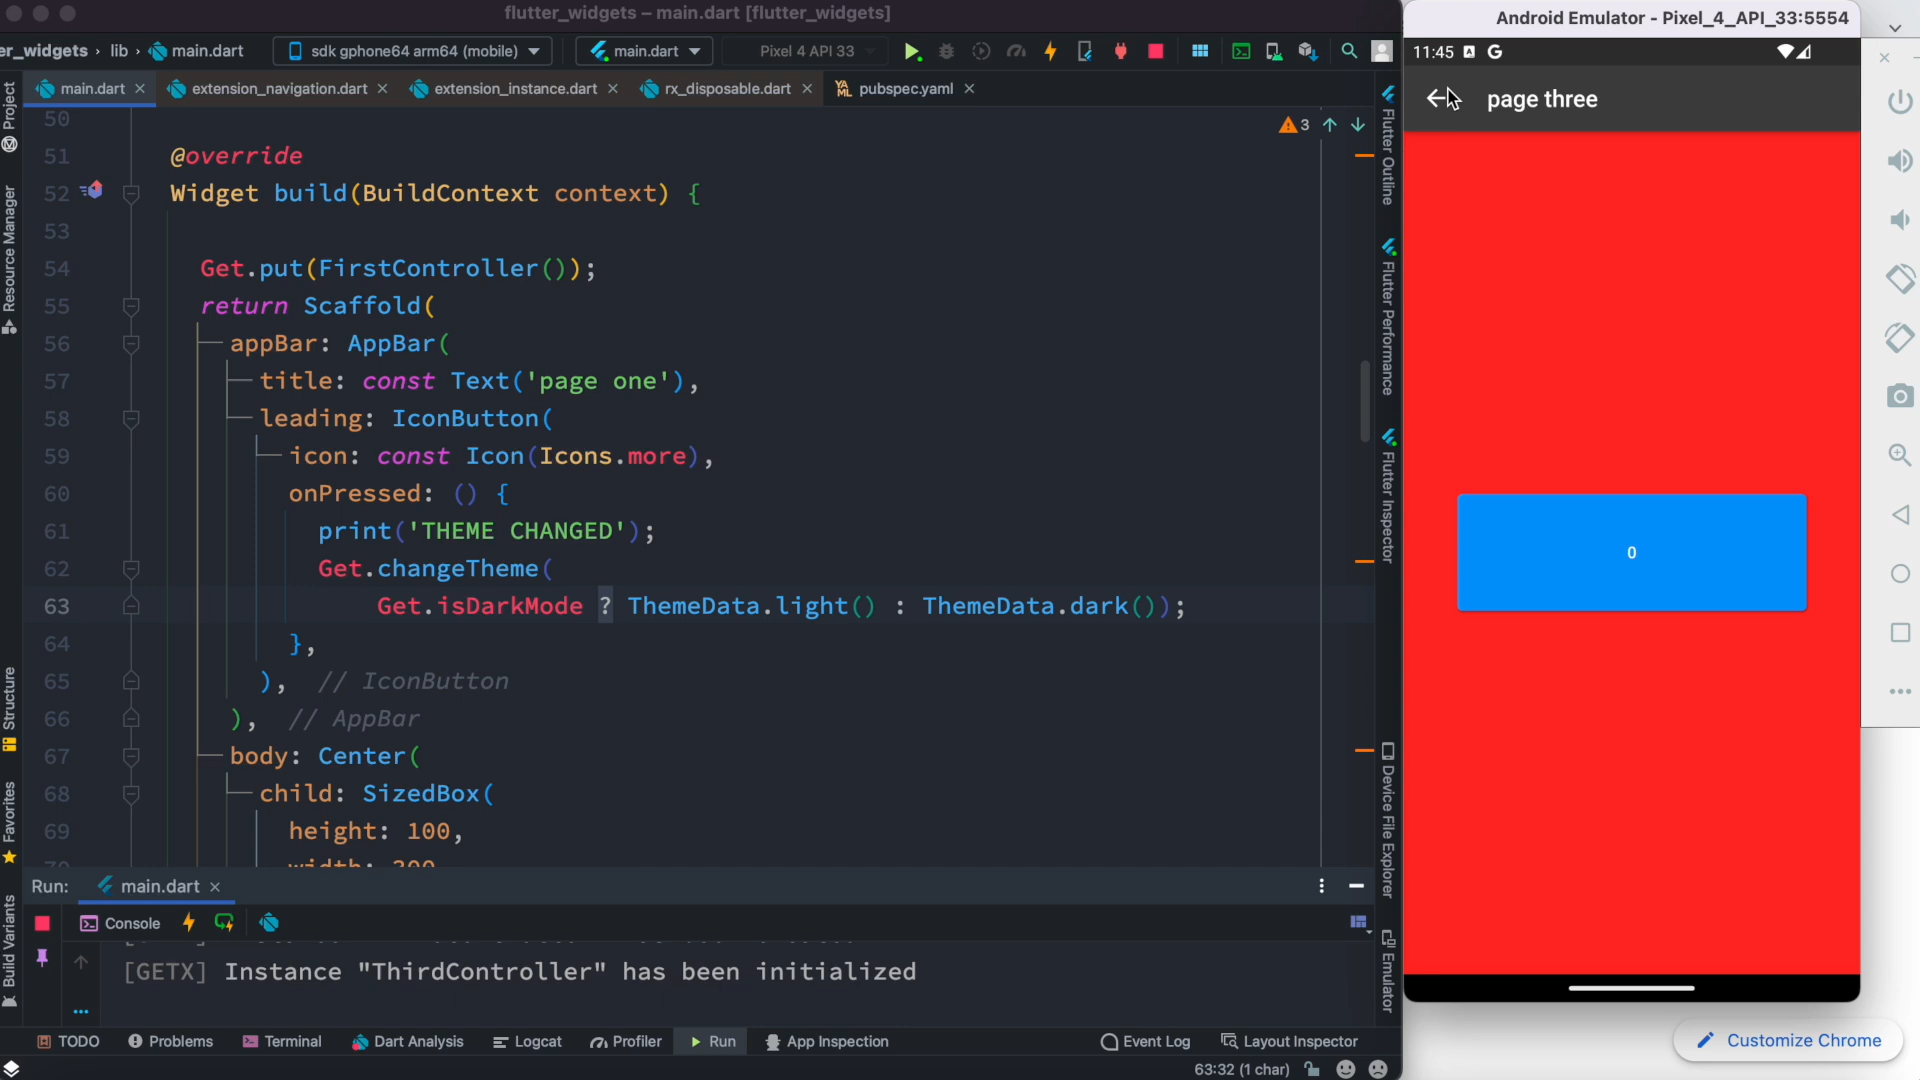 flutter_widgets – main.dart [flutter_widgets]
er_widgets › lib › main.dart
sdk gphone64 arm64 (mobile)
main.dart
Pixel 4 API 33
main.dart
extension_navigation.dart
extension_instance.dart
rx_disposable.dart
YAML
pubspec.yaml
3
Project
Resource Manager
Structure
Favorites
Build Variants
50
51 @override
52 Widget build(BuildContext context) {
53
54 Get.put(FirstController());
55 return Scaffold(
56 appBar: AppBar(
57 title: const Text('page one'),
58 leading: IconButton(
59 icon: const Icon(Icons.more),
60 onPressed: () {
61 print('THEME CHANGED');
62 Get.changeTheme(
63 Get.isDarkMode ? ThemeData.light() : ThemeData.dark());
64 },
65 ), // IconButton
66 ), // AppBar
67 body: Center(
68 child: SizedBox(
69 height: 100,
Flutter Outline
Flutter Performance
Flutter Inspector
Device File Explorer
Emulator
Run: main.dart
Console
[GETX] Instance "ThirdController" has been initialized
TODO
Problems
Terminal
Dart Analysis
Logcat
Profiler
Run
App Inspection
Event Log
Layout Inspector
63:32 (1 char)
Android Emulator - Pixel_4_API_33:5554
11:45 A G
page three
0
Customize Chrome